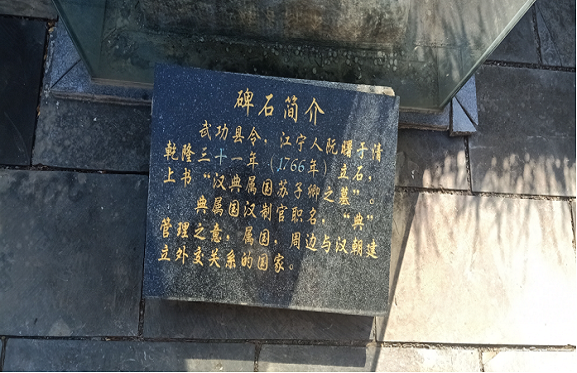 碑石简介
武功县令，江宁人阮曙于清
乾隆三十一年（1766年）立石，
上书“汉典属国苏子卿之墓”。
典属国汉制官职名，“典”
管理之意，属国，周边与汉朝建
立外交关系的国家。